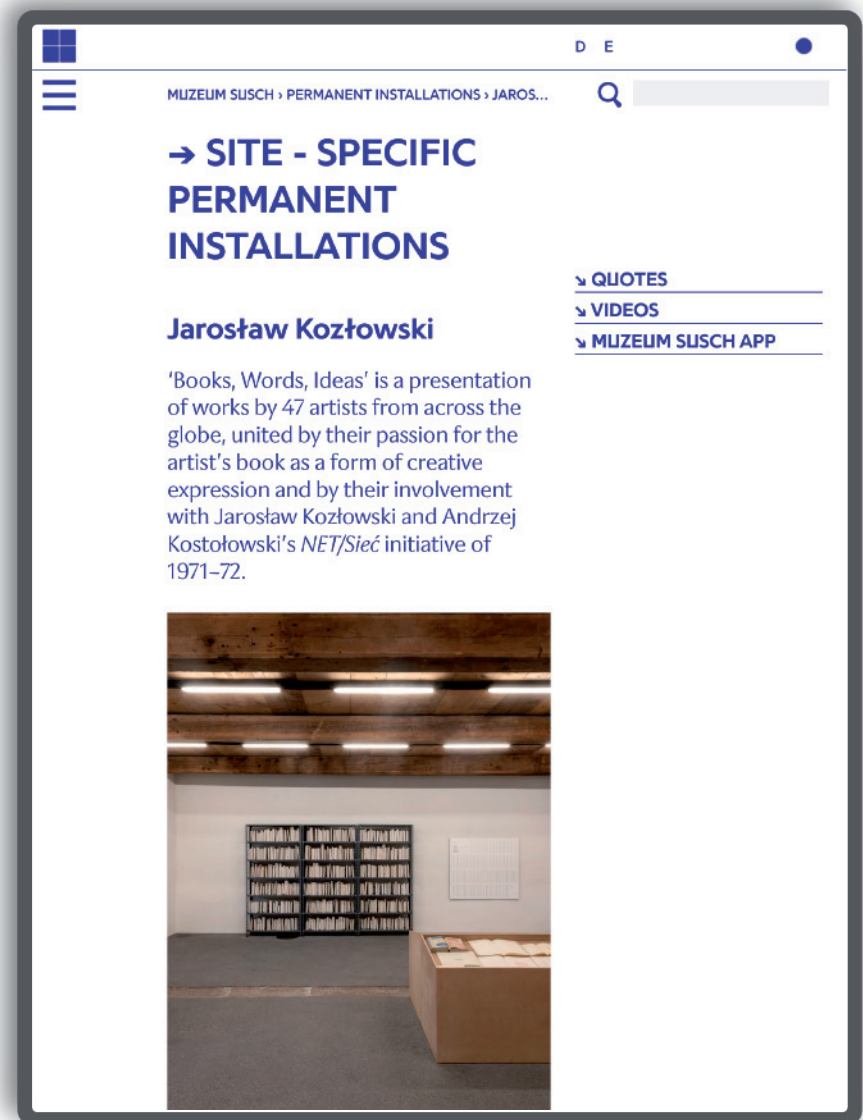 D E
MUZEUM SUSCH › PERMANENT INSTALLATIONS › JAROS...
→ SITE - SPECIFIC
PERMANENT
INSTALLATIONS
↘ QUOTES
↘ VIDEOS
↘ MUZEUM SUSCH APP
Jarosław Kozłowski
‘Books, Words, Ideas’ is a presentation
of works by 47 artists from across the
globe, united by their passion for the
artist’s book as a form of creative
expression and by their involvement
with Jarosław Kozłowski and Andrzej
Kostołowski’s NET/Sieć initiative of
1971–72.